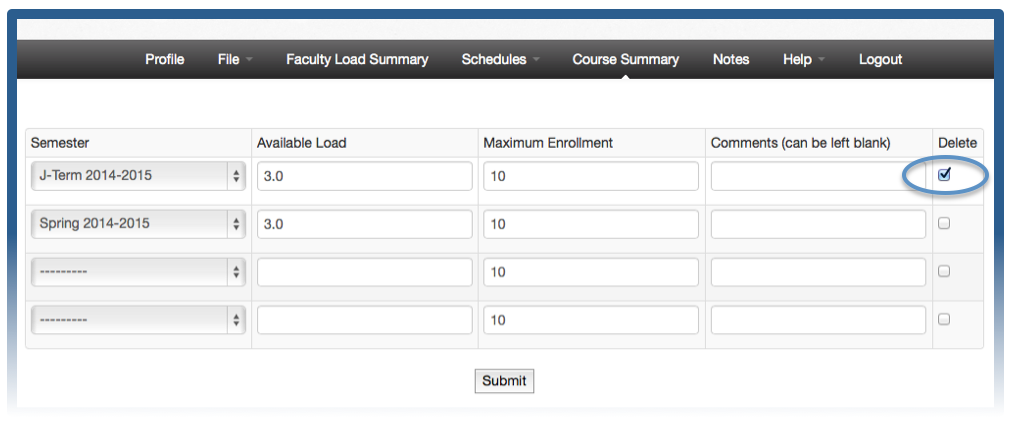 Profile File Faculty Load Summary Schedules Course Summary Notes Help Logout
Semester Available Load Maximum Enrollment Comments (can be left blank) Delete
J-Term 2014-2015 3.0 10
Spring 2014-2015 3.0 10
--------- 10
--------- 10
Submit